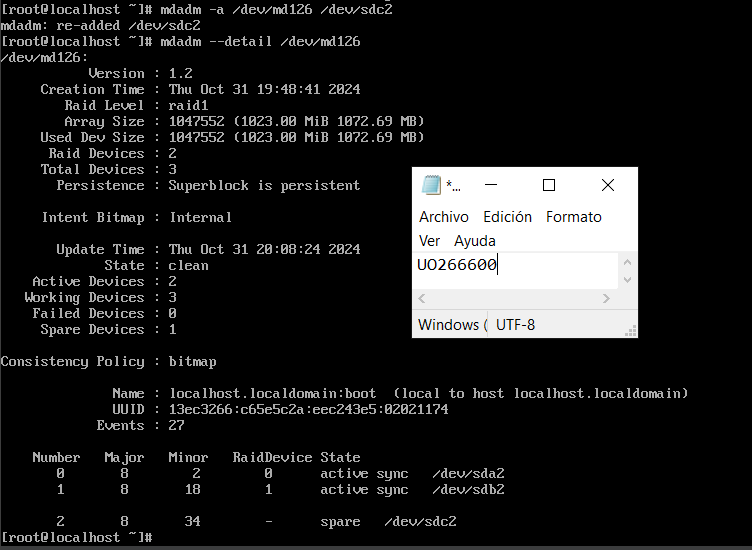 [root@localhost ~]# mdadm -a /dev/md126 /dev/sdc2
mdadm: re-added /dev/sdc2
[root@localhost ~]# mdadm --detail /dev/md126
/dev/md126:
Version : 1.2
Creation Time : Thu Oct 31 19:48:41 2024
Raid Level : raid1
Array Size : 1047552 (1023.00 MiB 1072.69 MB)
Used Dev Size : 1047552 (1023.00 MiB 1072.69 MB)
Raid Devices : 2
Total Devices : 3
Persistence : Superblock is persistent
Intent Bitmap : Internal
Update Time : Thu Oct 31 20:08:24 2024
State : clean
Active Devices : 2
Working Devices : 3
Failed Devices : 0
Spare Devices : 1
Consistency Policy : bitmap
Name : localhost.localdomain:boot (local to host localhost.localdomain)
UUID : 13ec3266:c65e5c2a:eec243e5:02021174
Events : 27
Number Major Minor RaidDevice State
0 8 2 0 active sync /dev/sda2
1 8 18 1 active sync /dev/sdb2
2 8 34 - spare /dev/sdc2
[root@localhost ~]#
*...
Archivo Edición Formato
Ver Ayuda
UO266600
Windows ( UTF-8